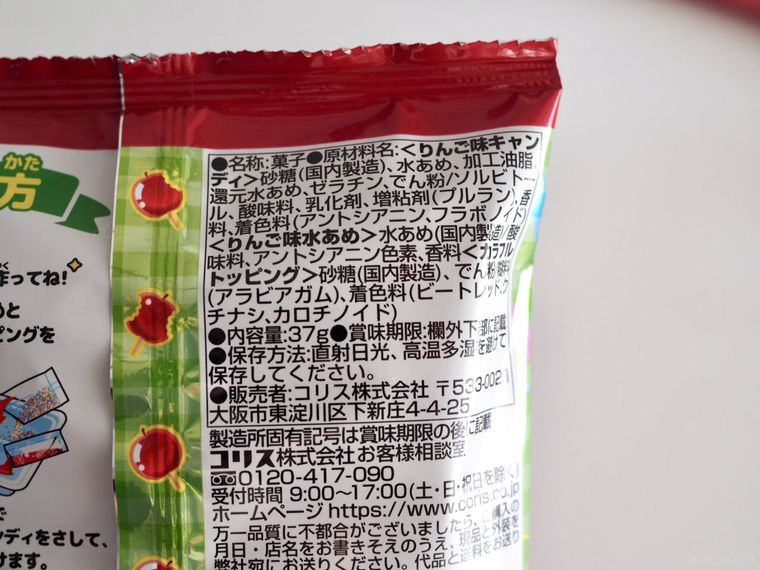 かた
方
作ってね!
と
ピングを
で
ンディをさして、
けます。
●名称:菓子●原材料名:<りんご味キャン
ディ>砂糖(国内製造)、水あめ、加工油脂、
還元水あめ、ゼラチン、でん粉/ソルビトー
ル、酸味料、乳化剤、増粘剤(プルラン)、香
料、着色料(アントシアニン、フラボノイド)
<りんご味水あめ>水あめ(国内製造)/酸
味料、アントシアニン色素、香料<カラフル
トッピング>砂糖(国内製造)、でん粉
(アラビアガム)、着色料(ビートレッド、ク
チナシ、カロチノイド)
●内容量:37g●賞味期限:欄外下部に記載
●保存方法:直射日光、高温多湿を避けて
保存してください。
●販売者:コリス株式会社 〒533-0021
大阪市東淀川区下新庄4-4-25
製造所固有記号は賞味期限の後に記載
コリス株式会社お客様相談室
0120-417-090
受付時間 9:00〜17:00(土・日・祝日を除く)
ホームページ https://www.coris.co.jp
万一品質に不都合がございましたら、ご購入の
月日・店名をお書きそえのうえ、現品と外装を
弊社宛にお送りください。代品と送料をお送り
macaroni